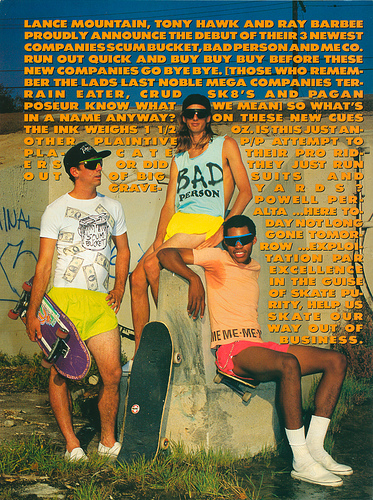 LANCE MOUNTAIN, TONY HAWK AND RAY BARBEE
PROUDLY ANNOUNCE THE DEBUT OF THEIR 3 NEWEST
COMPANIES SCUM BUCKET, BAD PERSON AND ME CO.
RUN OUT QUICK AND BUY BUY BUY BEFORE THESE
NEW COMPANIES GO BYE BYE. [THOSE WHO REMEM-
BER THE LADS LAST NOBLE MEGA COMPANIES TER-
RAIN EATER, CRUD SK8'S AND PAGAN
POSEUR KNOW WHAT WE MEAN] SO WHAT'S
IN A NAME ANYWAY? ON THESE NEW CUES
THE INK WEIGHS 1 1/2 OZ. IS THIS JUST AN-
OTHER PLAINTIVE P/P ATTEMPT TO
PLACATE THEIR PRO RID-
ERS OR DID THEY JUST RUN
OUT OF BIG SUITS AND
GRAVE- YARDS?
POWELL PER-
ALTA ...HERE TO-
DAY NOT LONG
GONE TOMOR-
ROW ...EXPLOI-
TATION PAR
EXCELLENCE
IN THE GUISE
OF SKATE PU-
RITY, HELP US
SKATE OUR
WAY OUT OF
BUSINESS.
BAD
PERSON
BUCKET
ME ME-ME-M